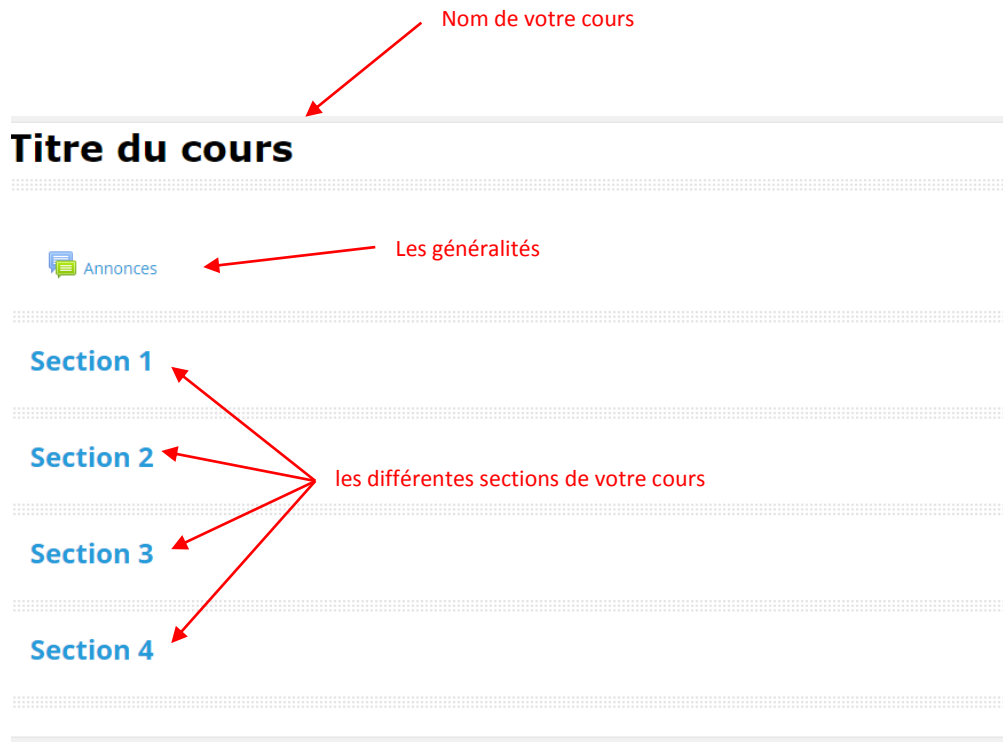 Nom de votre cours
Titre du cours
Les généralités
Annonces
Section 1
Section 2
les différentes sections de votre cours
Section 3
Section 4